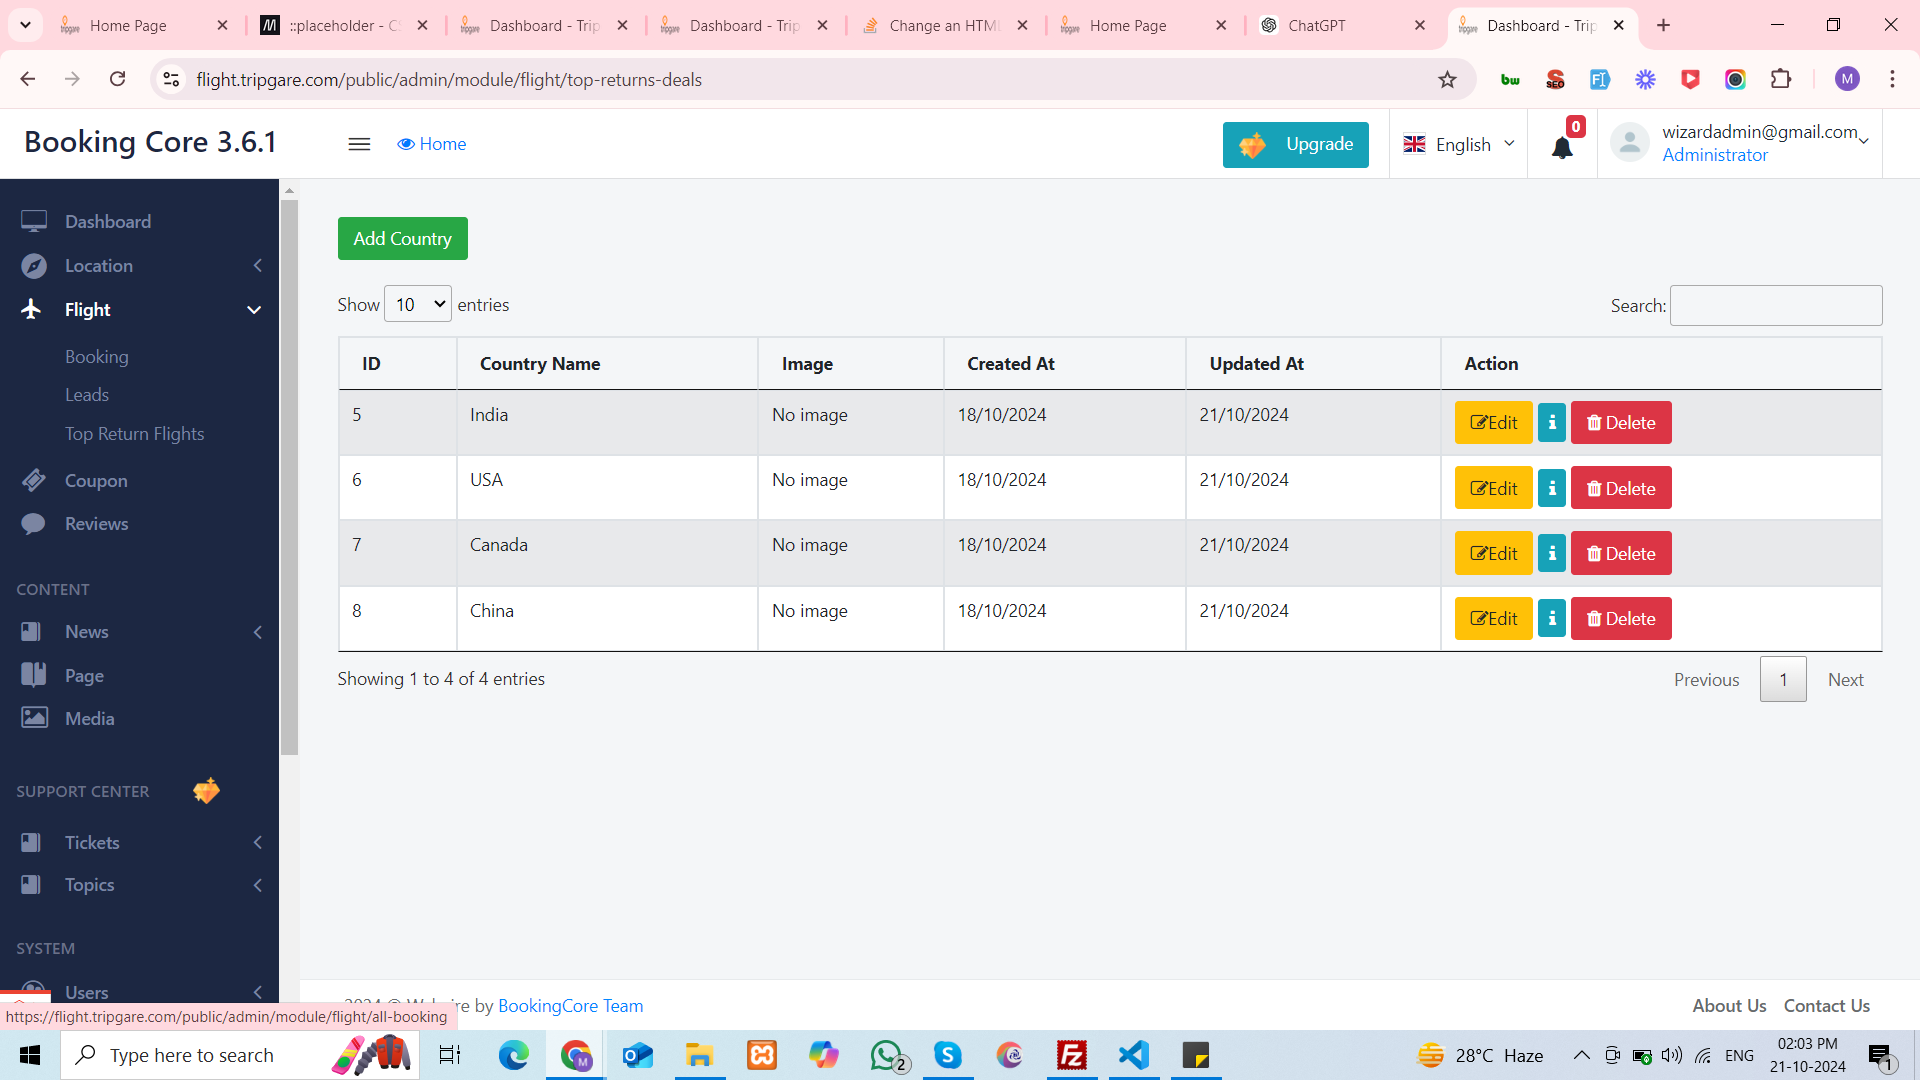 Home Page
::placeholder - CS
Dashboard - Trip
Dashboard - Trip
Change an HTML
Home Page
ChatGPT
Dashboard - Trip
flight.tripgare.com/public/admin/module/flight/top-returns-deals
bw
SEO
M
Booking Core 3.6.1
Home
Upgrade
English
0
wizardadmin@gmail.com
Administrator
Dashboard
Location
Flight
Booking
Leads
Top Return Flights
Coupon
Reviews
CONTENT
News
Page
Media
SUPPORT CENTER
Tickets
Topics
SYSTEM
Users
Add Country
Show 10 entries
Search:
ID Country Name Image Created At Updated At Action
5 India No image 18/10/2024 21/10/2024 Edit i Delete
6 USA No image 18/10/2024 21/10/2024 Edit i Delete
7 Canada No image 18/10/2024 21/10/2024 Edit i Delete
8 China No image 18/10/2024 21/10/2024 Edit i Delete
Showing 1 to 4 of 4 entries
Previous 1 Next
by BookingCore Team
About Us Contact Us
https://flight.tripgare.com/public/admin/module/flight/all-booking
Type here to search
2
28°C Haze
ENG
02:03 PM
21-10-2024
1